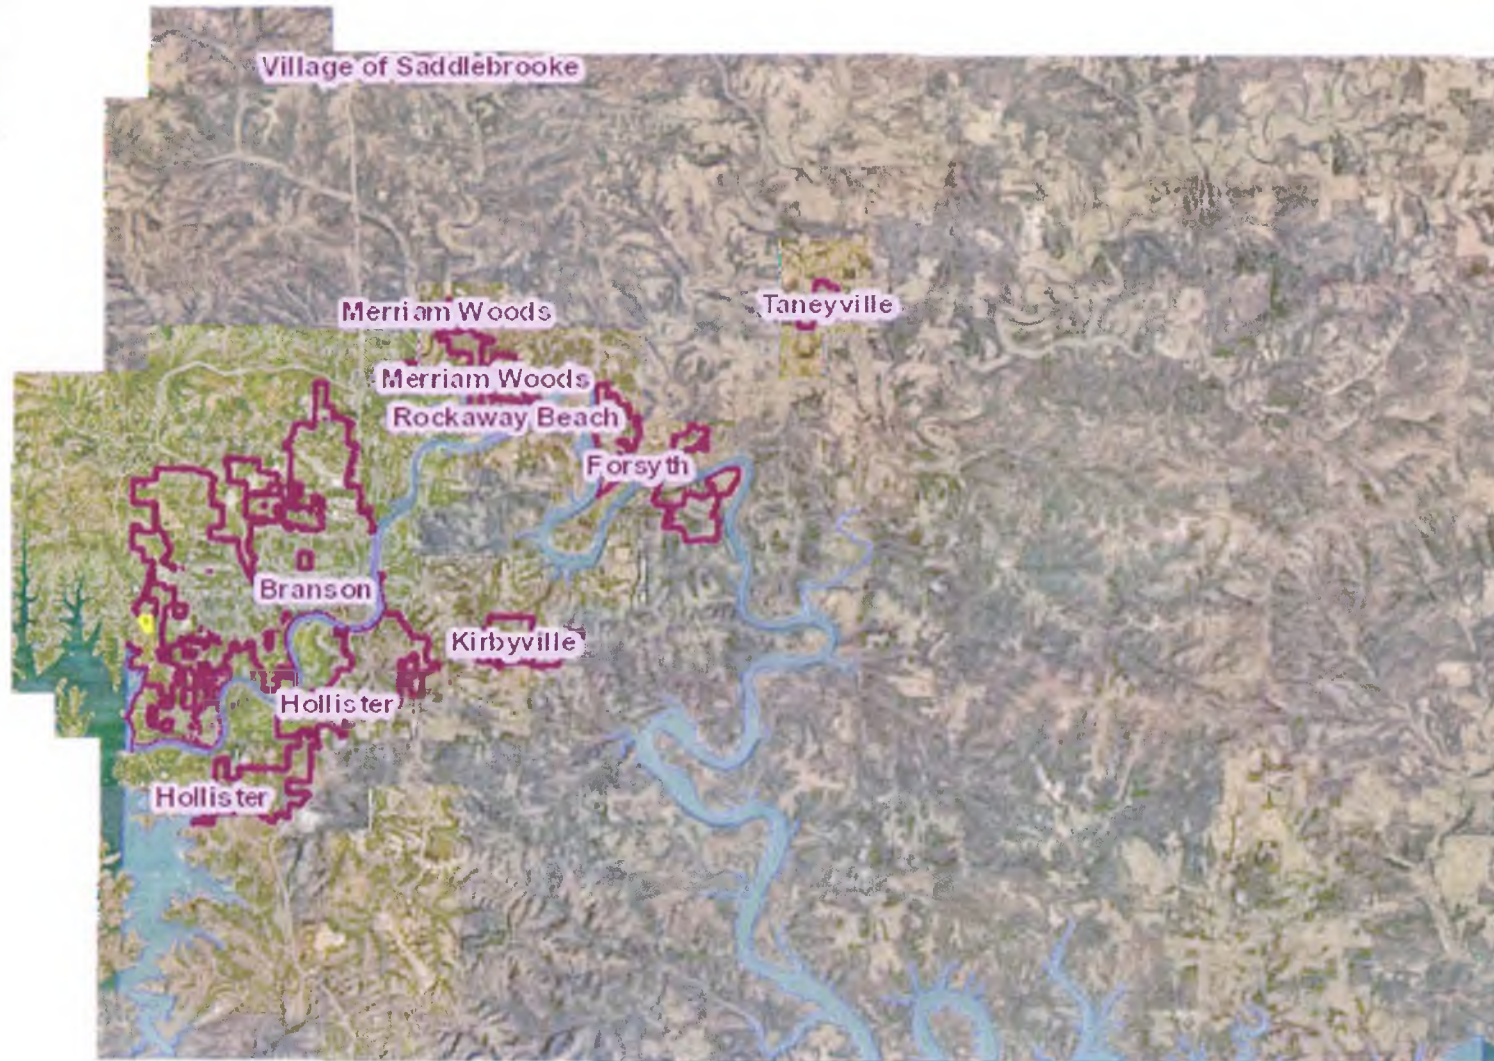 Village of Saddlebrooke
Merriam Woods
Taneyville
Merriam Woods
Rockaway Beach
Forsyth
Branson
Kirbyville
Hollister
Hollister